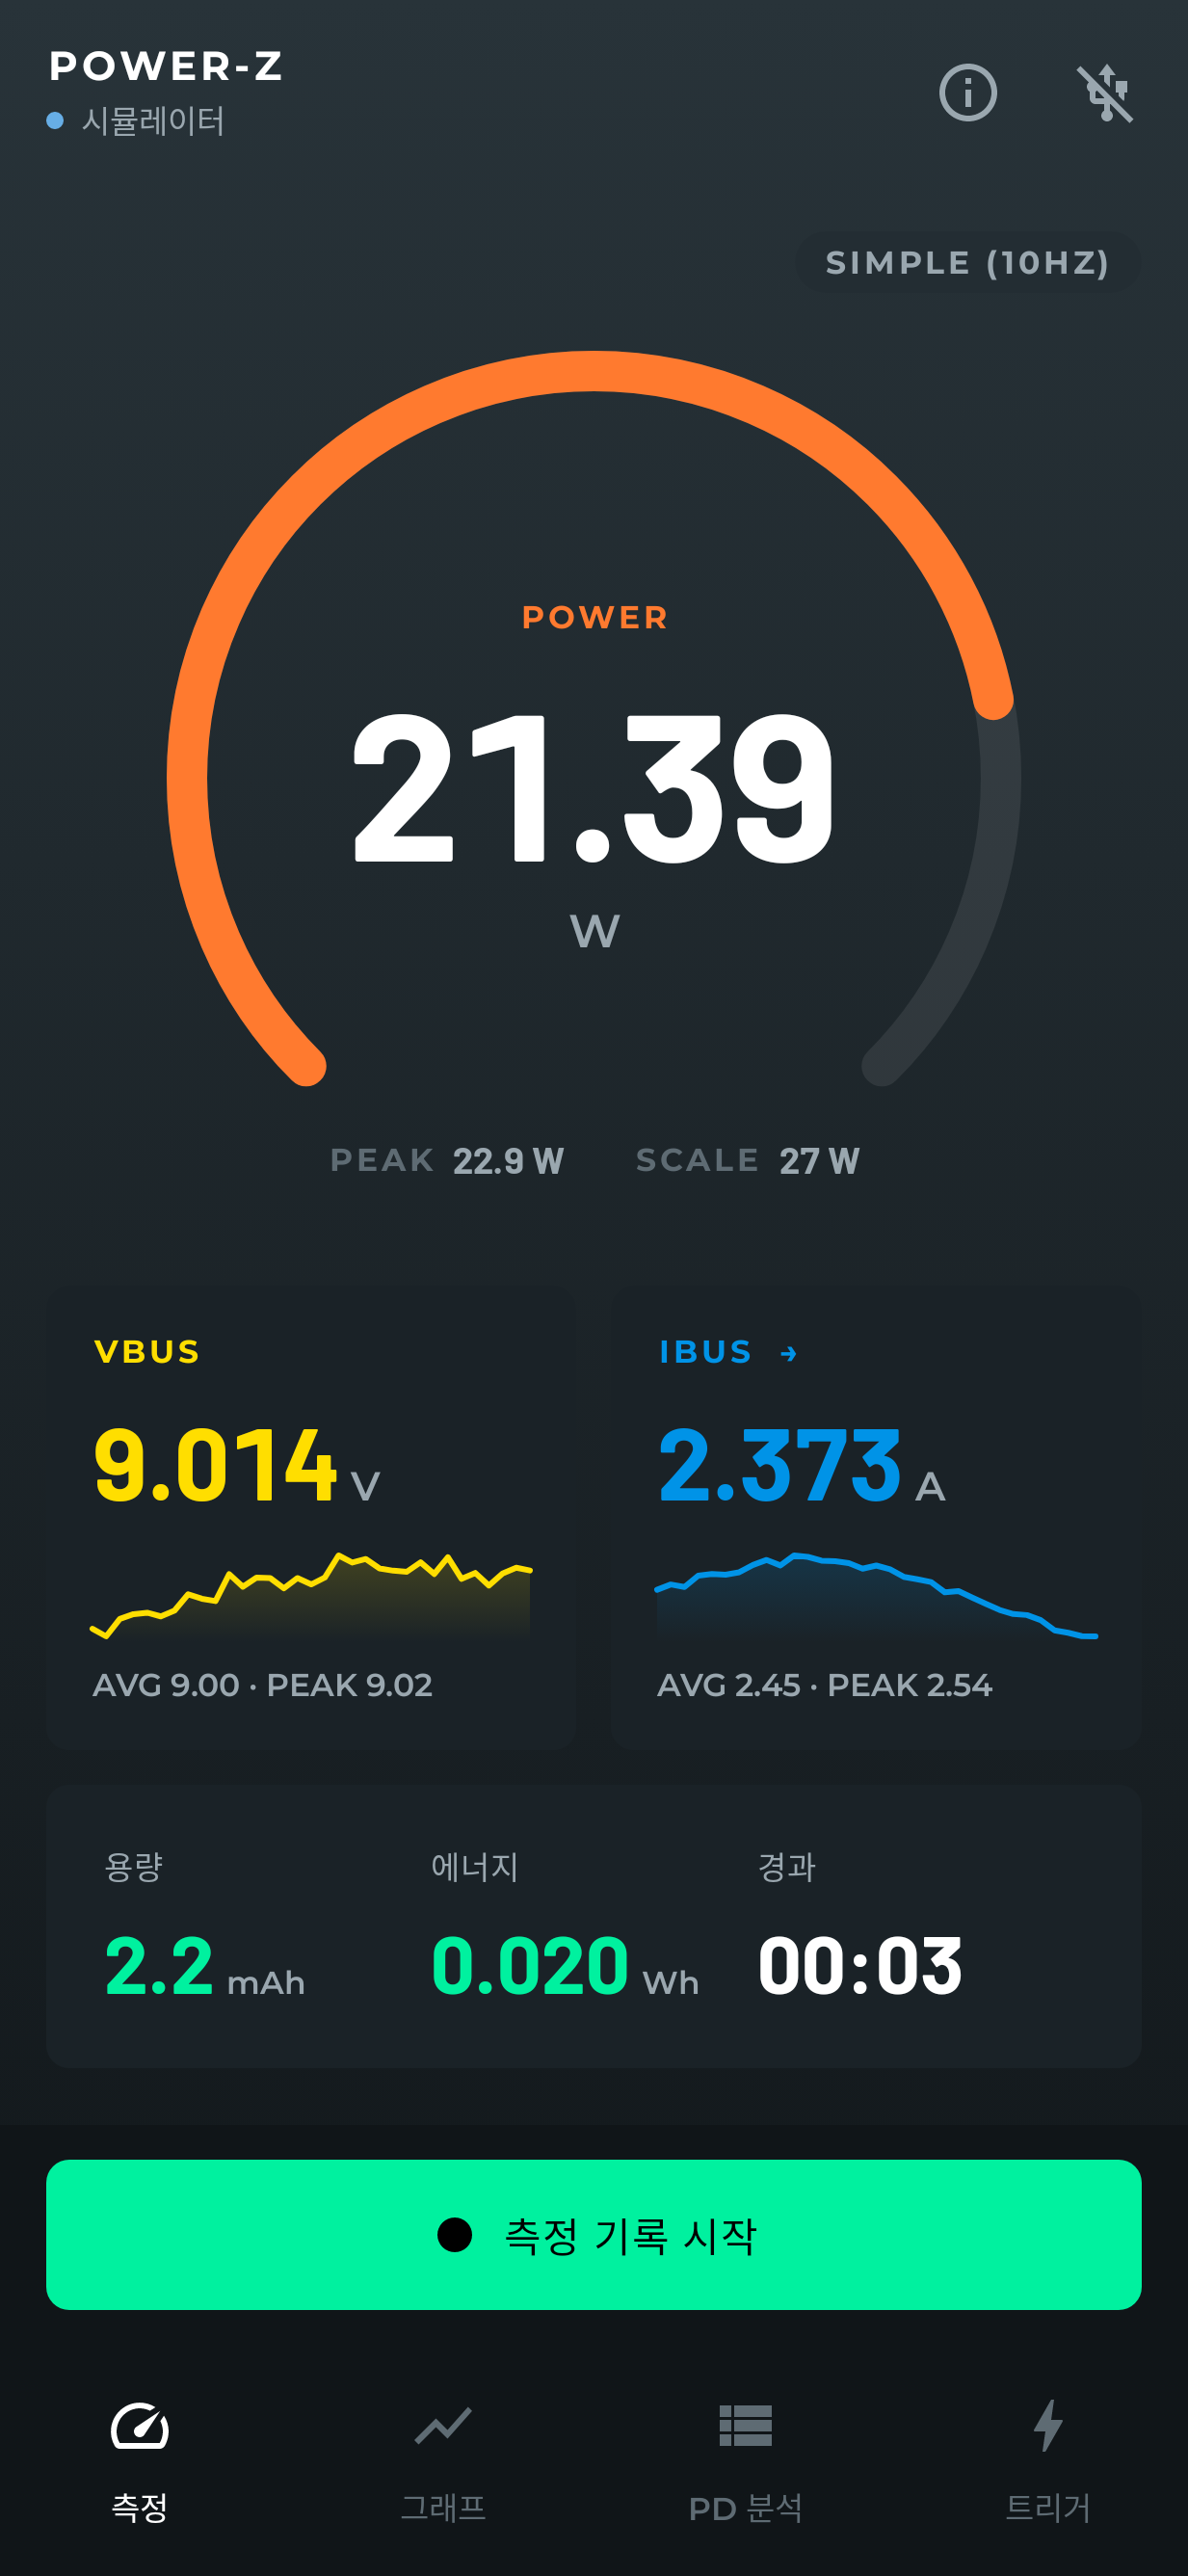 POWER-Z
시뮬레이터
SIMPLE (10HZ)
POWER
21.39
W
PEAK 22.9 W SCALE 27 W
VBUS
9.014 V
AVG 9.00 · PEAK 9.02
IBUS →
2.373 A
AVG 2.45 · PEAK 2.54
용량
2.2 mAh
에너지
0.020 Wh
경과
00:03
측정 기록 시작
측정
그래프
PD 분석
트리거